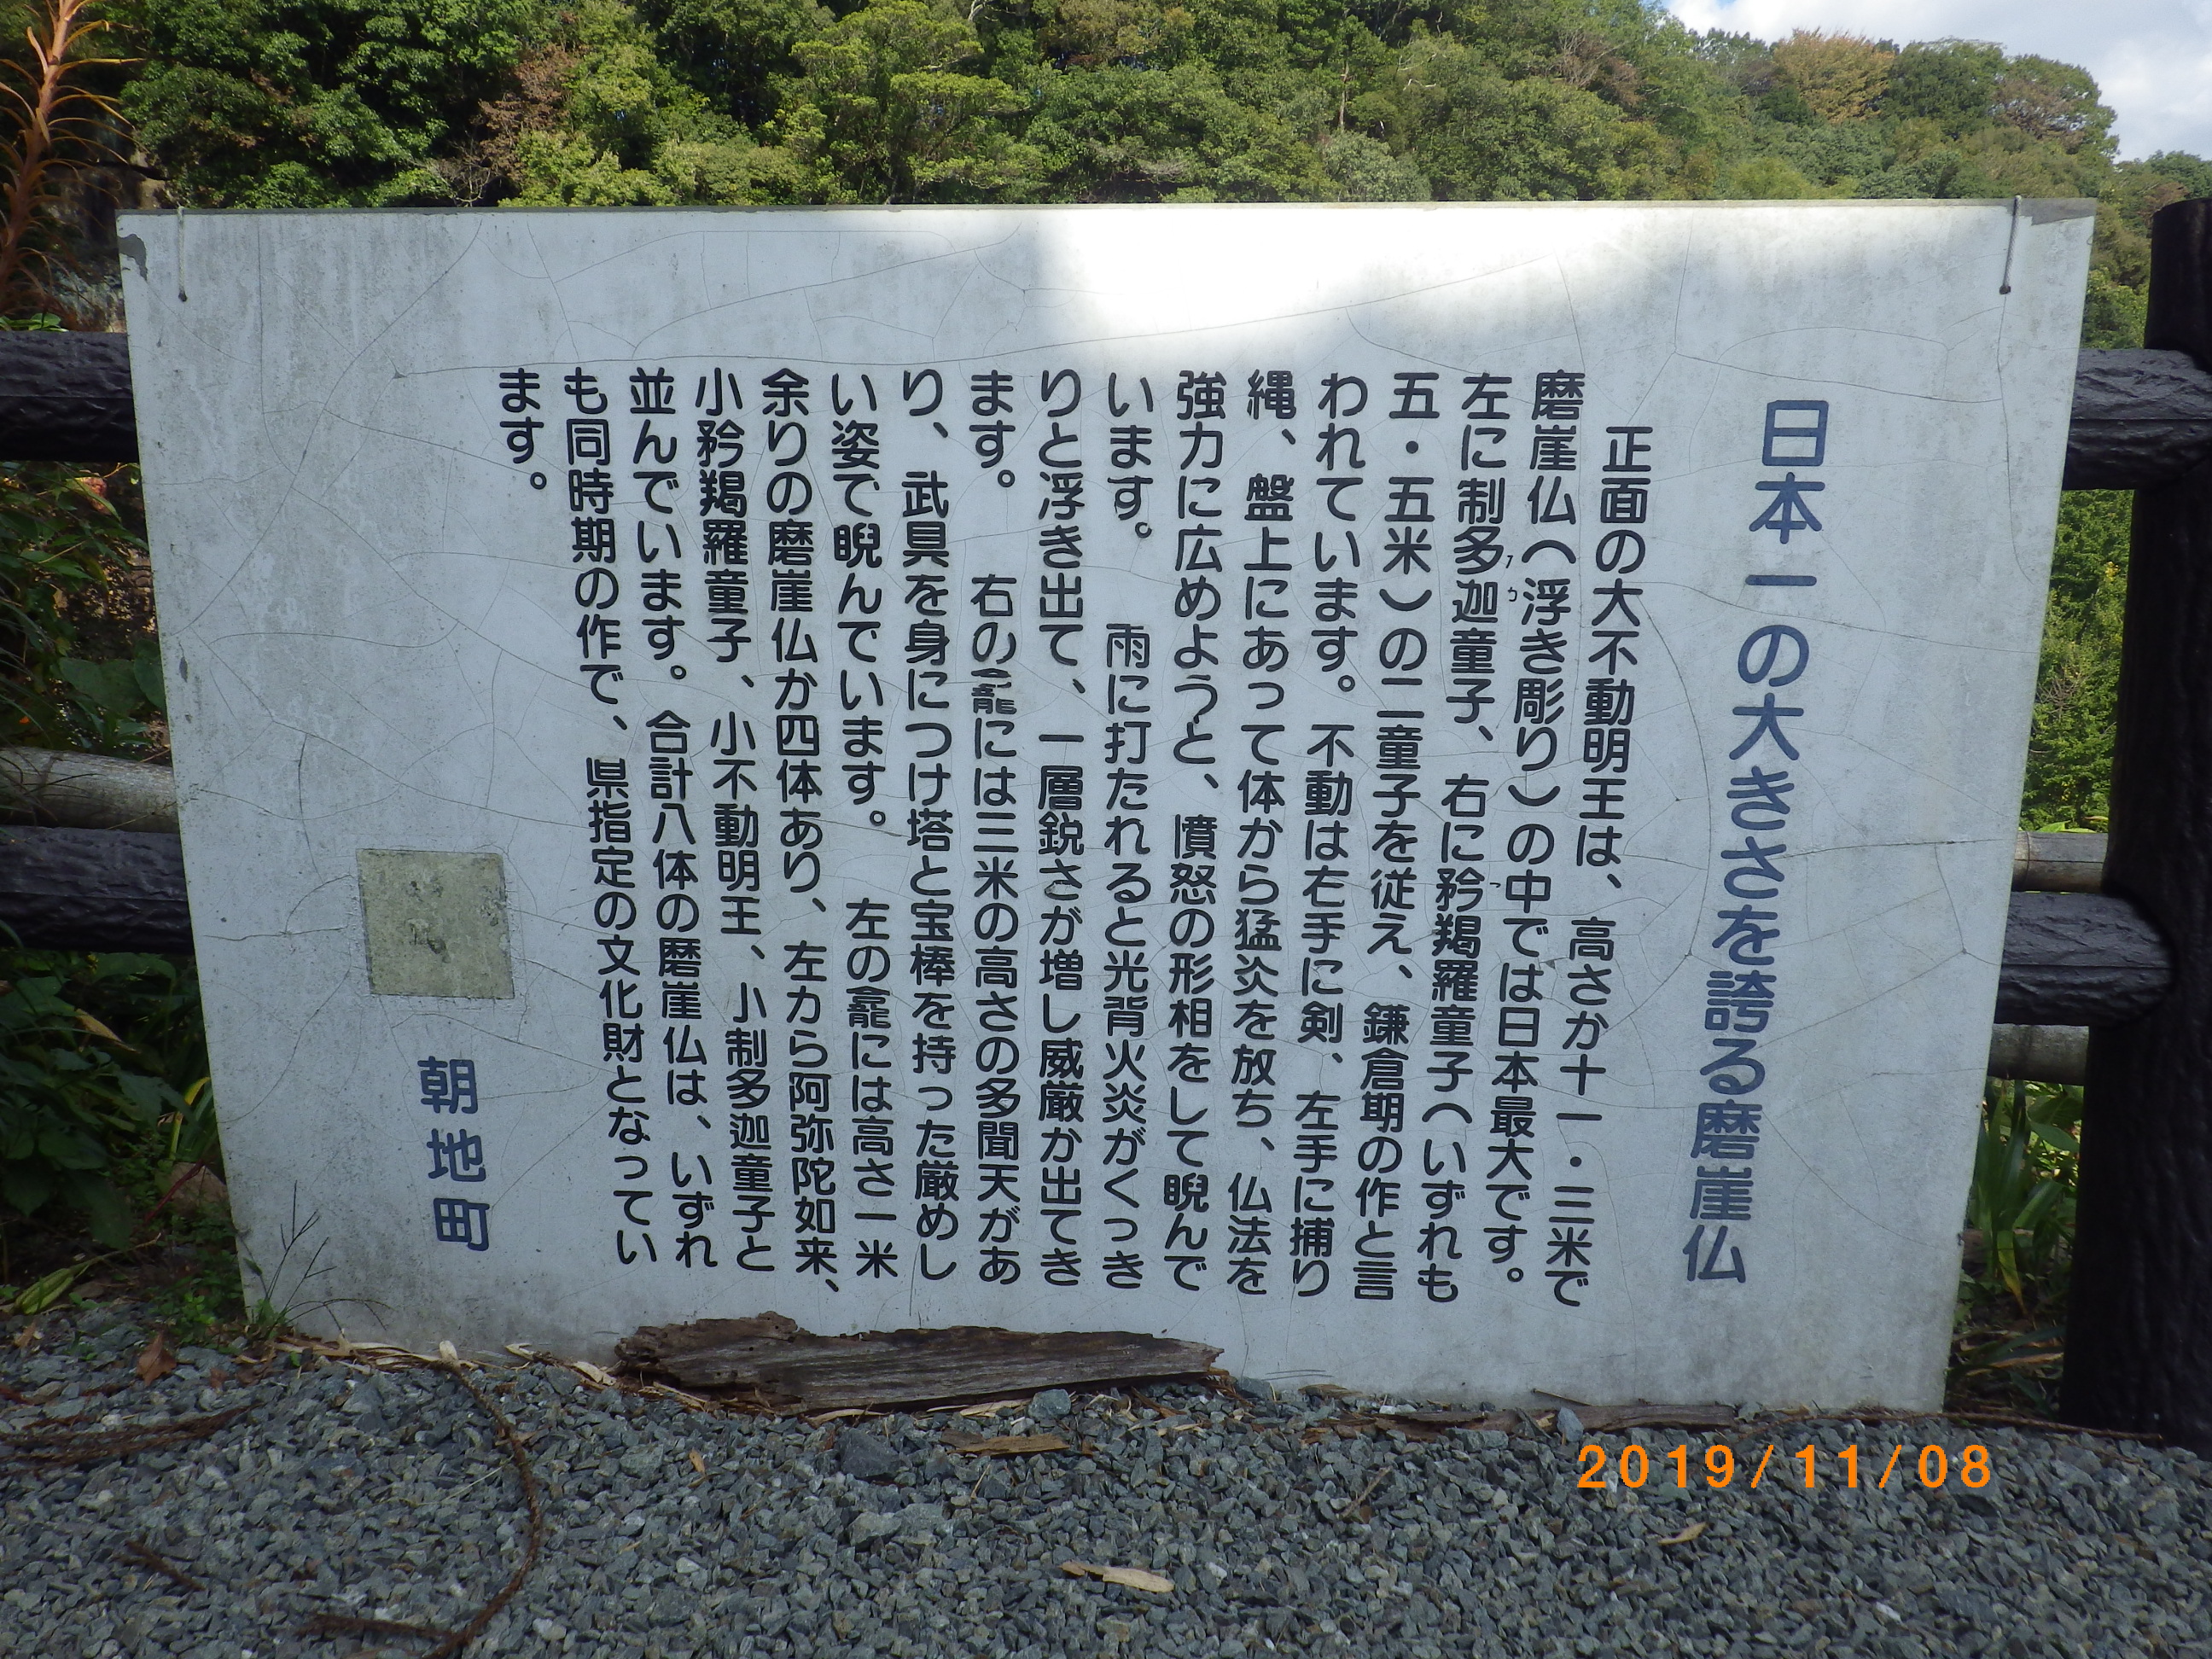 日本一の大きさを誇る磨崖仏
正面の大不動明王は、高さか十一・三米で
磨崖仏（浮き彫り）の中では日本最大です。
左に制多迦童子、右に矜羯羅童子（いずれも
五・五米）の二童子を従え、鎌倉期の作と言
われています。不動は右手に剣、左手に捕り
縄、盤上にあって体から猛炎を放ち、仏法を
強力に広めようと、憤怒の形相をして睨んで
います。　雨に打たれると光背火炎がくっき
りと浮き出て、一層鋭さが増し威厳か出てき
ます。　右の龕には三米の高さの多聞天があ
り、武具を身につけ塔と宝棒を持った厳めし
い姿で睨んでいます。　左の龕には高さ一米
余りの磨崖仏か四体あり、左から阿弥陀如来、
小矜羯羅童子、小不動明王、小制多迦童子と
並んでいます。合計八体の磨崖仏は、いずれ
も同時期の作で、県指定の文化財となってい
ます。
朝地町
2019/11/08